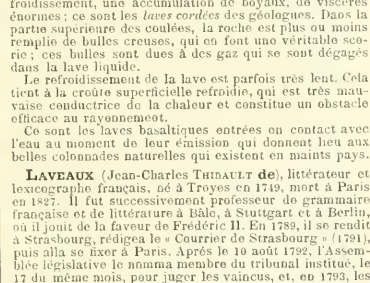 froidissement, une accumulation de boyaux, de viscères
énormes ; ce sont les laves cordées des géologues. Dans la
partie supérieure des coulées, la roche est plus ou moins
remplie de bulles creuses, qui en font une véritable sco-
rie ; ces bulles sont dues à des gaz qui se sont dégagés
dans la lave liquide.
Le refroidissement de la lave est parfois très lent. Cela
tient à la croûte superficielle refroidie, qui est très mau-
vaise conductrice de la chaleur et constitue un obstacle
efficace au rayonnement.
Ce sont les laves basaltiques entrées en contact avec
l'eau au moment de leur émission qui donnent lieu aux
belles colonnades naturelles qui existent en maints pays.
LAVEAUX (Jean-Charles THIBAULT de), littérateur et
lexicographe français, né à Troyes en 1749, mort à Paris
en 1827. Il fut successivement professeur de grammaire
française et de littérature à Bâle, à Stuttgart et à Berlin,
où il jouit de la faveur de Frédéric II. En 1789, il se rendit
à Strasbourg, rédigea le « Courrier de Strasbourg » (1791),
puis alla se fixer à Paris. Après le 10 août 1792, l'Assem-
blée législative le nomma membre du tribunal institué, le
17 du même mois, pour juger les vaincus, et, en 1793, les